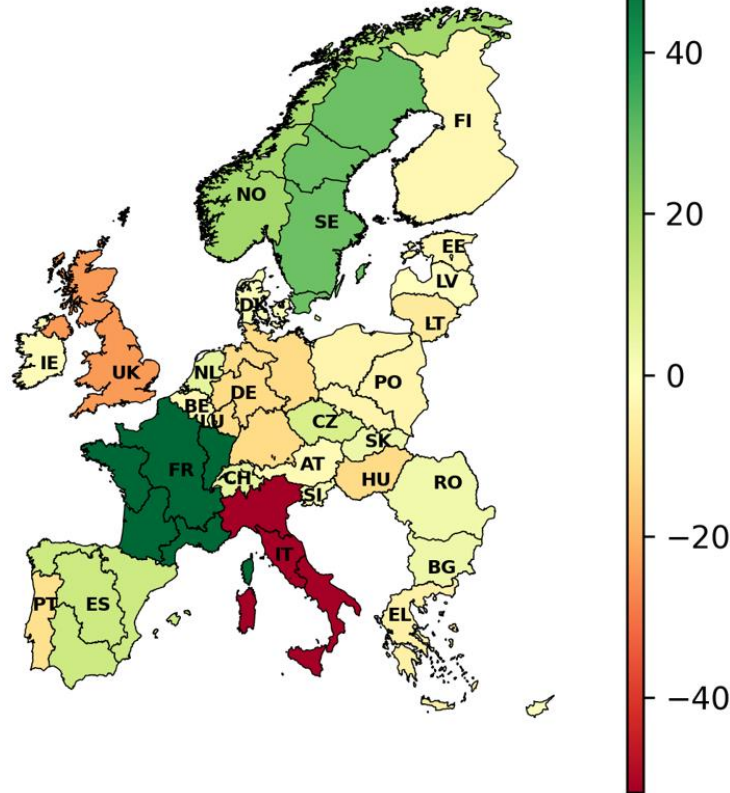 40
FI
NO
20
SE
EE
LV
DK
LT
IE
UK
NL
PO
0
DE
BE
LU
CZ
SK
FR
AT
CH
HU
RO
SI
−20
IT
BG
PT
ES
EL
−40